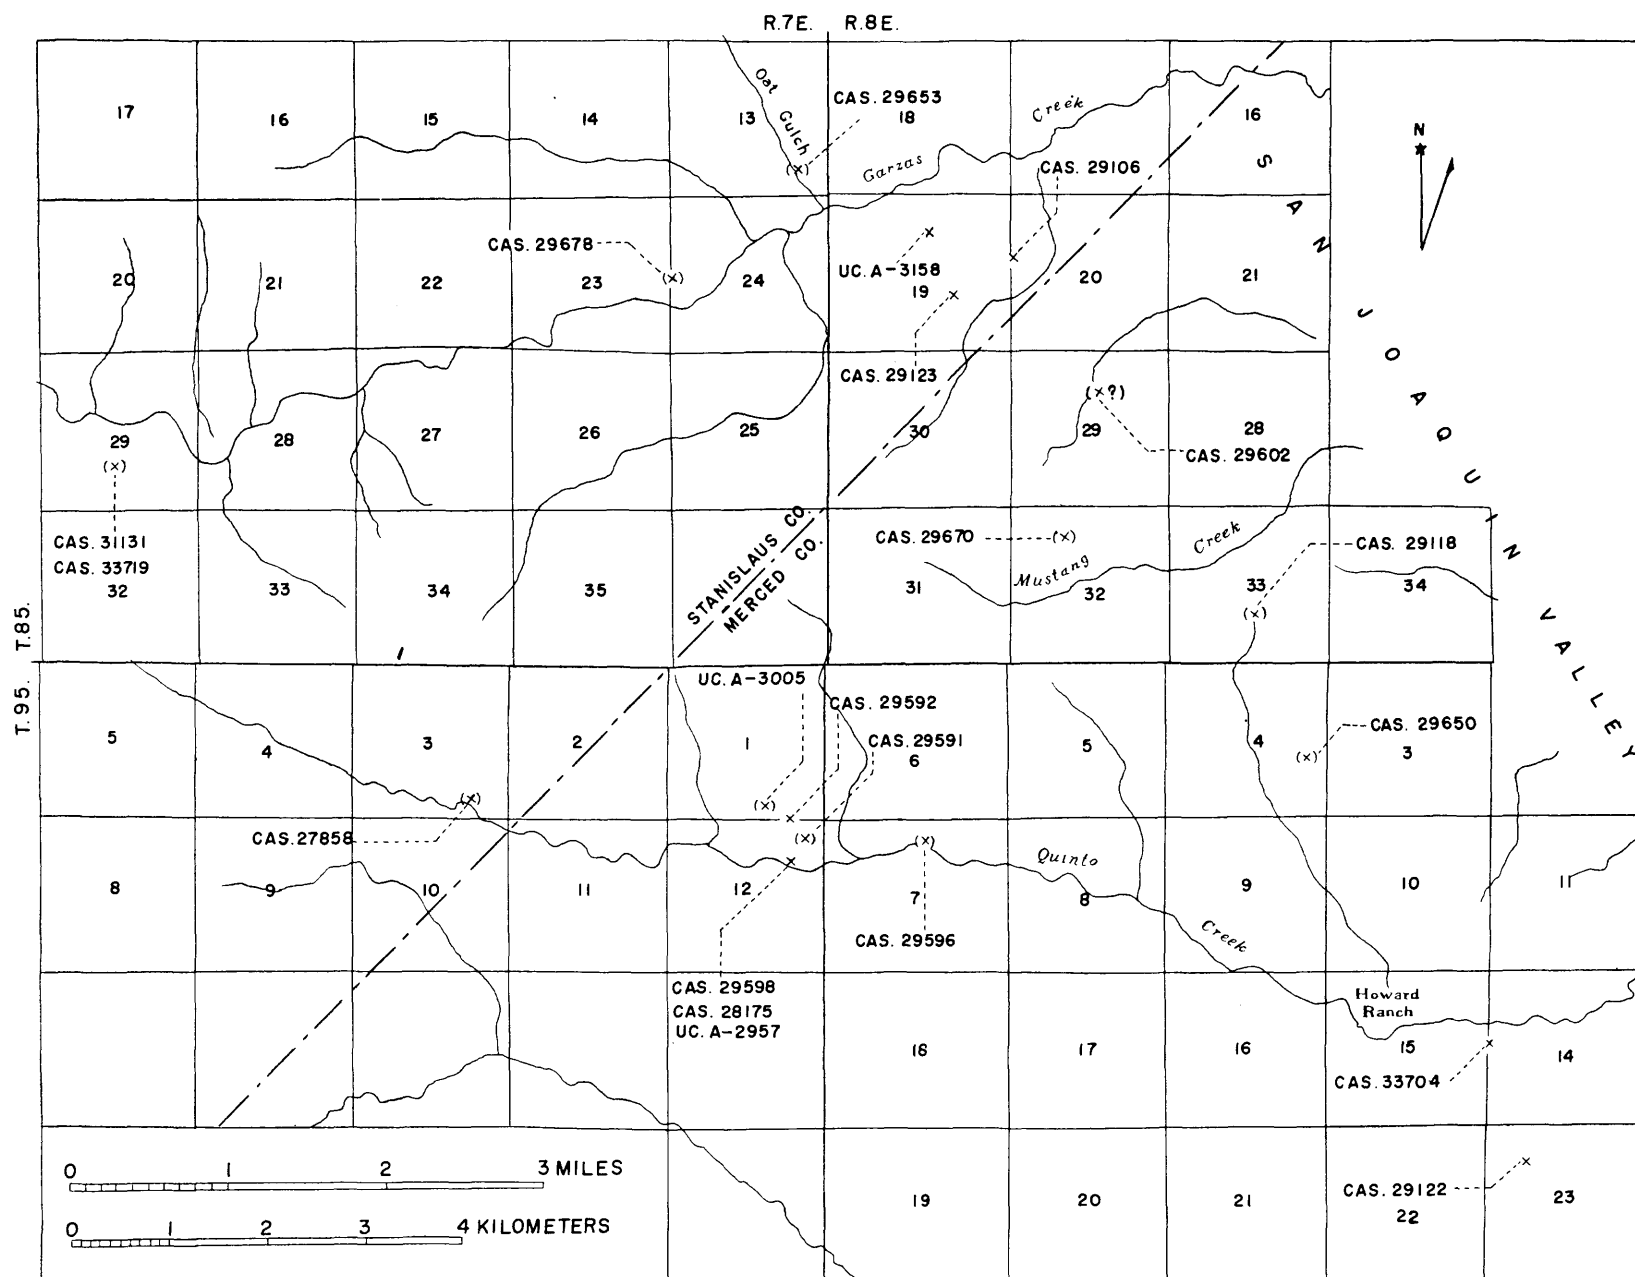 R.7E. R.8E.
Oat Gulch
CAS. 29653
17 16 15 14 13 18 16
Garzas Creek
N
CAS. 29106
CAS. 29678
UC. A-3158
20 21 22 23 24 19 20 21
CAS. 29123
(x?)
29 28 27 26 25 30 29 28
CAS. 29602
SAN JOAQUIN VALLEY
CAS. 31131
CAS. 33719
CAS. 29670
Mustang Creek
CAS. 29118
32 33 34 35 31 32 33 34
STANISLAUS CO.
MERCED CO.
T.8S.
T.9S.
UC. A-3005
CAS. 29592
CAS. 29591
CAS. 29650
5 4 3 2 1 6 5 4 3
CAS. 27858
Quinto Creek
8 9 10 11 12 7 8 9 10 11
CAS. 29596
CAS. 29598
CAS. 28175
UC. A-2957
Howard
Ranch
16 17 16 15 14
CAS. 33704
0 1 2 3 MILES
CAS. 29122
19 20 21 22 23
0 1 2 3 4 KILOMETERS